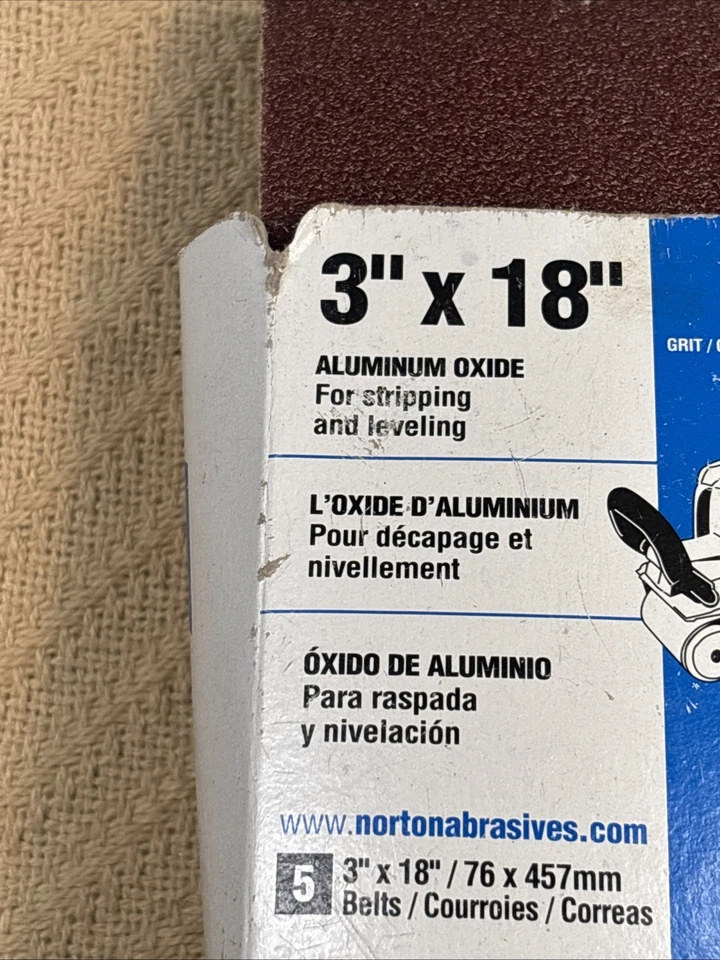 3" x 18"
ALUMINUM OXIDE
For stripping
and leveling
GRIT /
L'OXIDE D'ALUMINIUM
Pour décapage et
nivellement
ÓXIDO DE ALUMINIO
Para raspada
y nivelación
www.nortonabrasives.com
5 3" x 18" / 76 x 457mm
Belts / Courroies / Correas